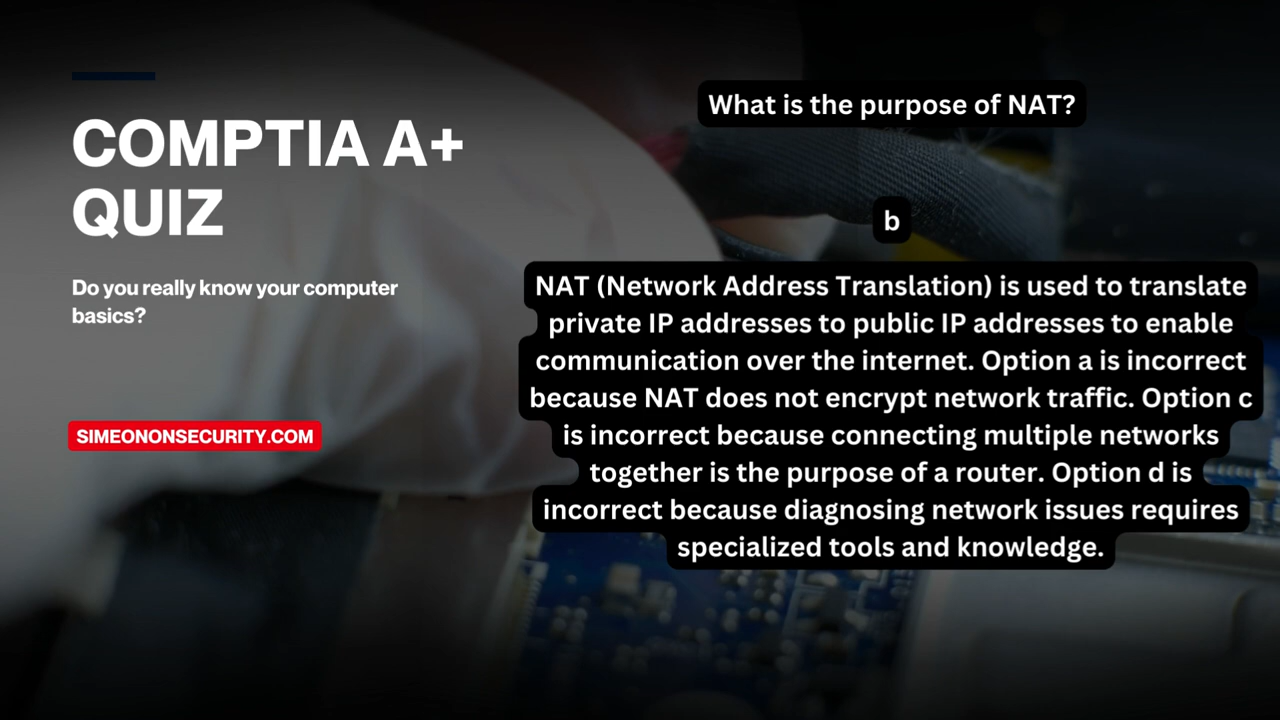 COMPTIA A+
QUIZ
Do you really know your computer
basics?
SIMEONONSECURITY.COM
What is the purpose of NAT?
b
NAT (Network Address Translation) is used to translate
private IP addresses to public IP addresses to enable
communication over the internet. Option a is incorrect
because NAT does not encrypt network traffic. Option c
is incorrect because connecting multiple networks
together is the purpose of a router. Option d is
incorrect because diagnosing network issues requires
specialized tools and knowledge.